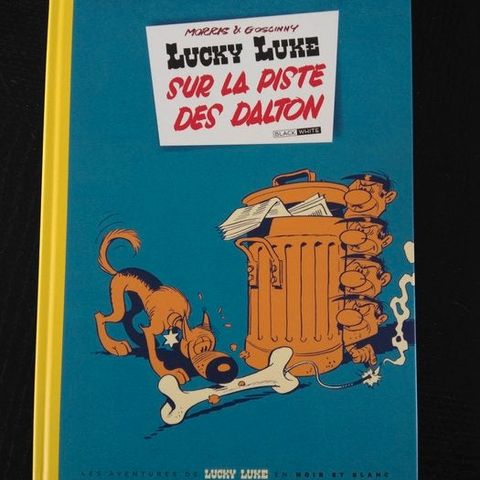 MORRIS & GOSCINNY
LUCKY LUKE
SUR LA PISTE
DES DALTON
BLACK WHITE
LES AVENTURES DE LUCKY LUKE EN NOIR ET BLANC